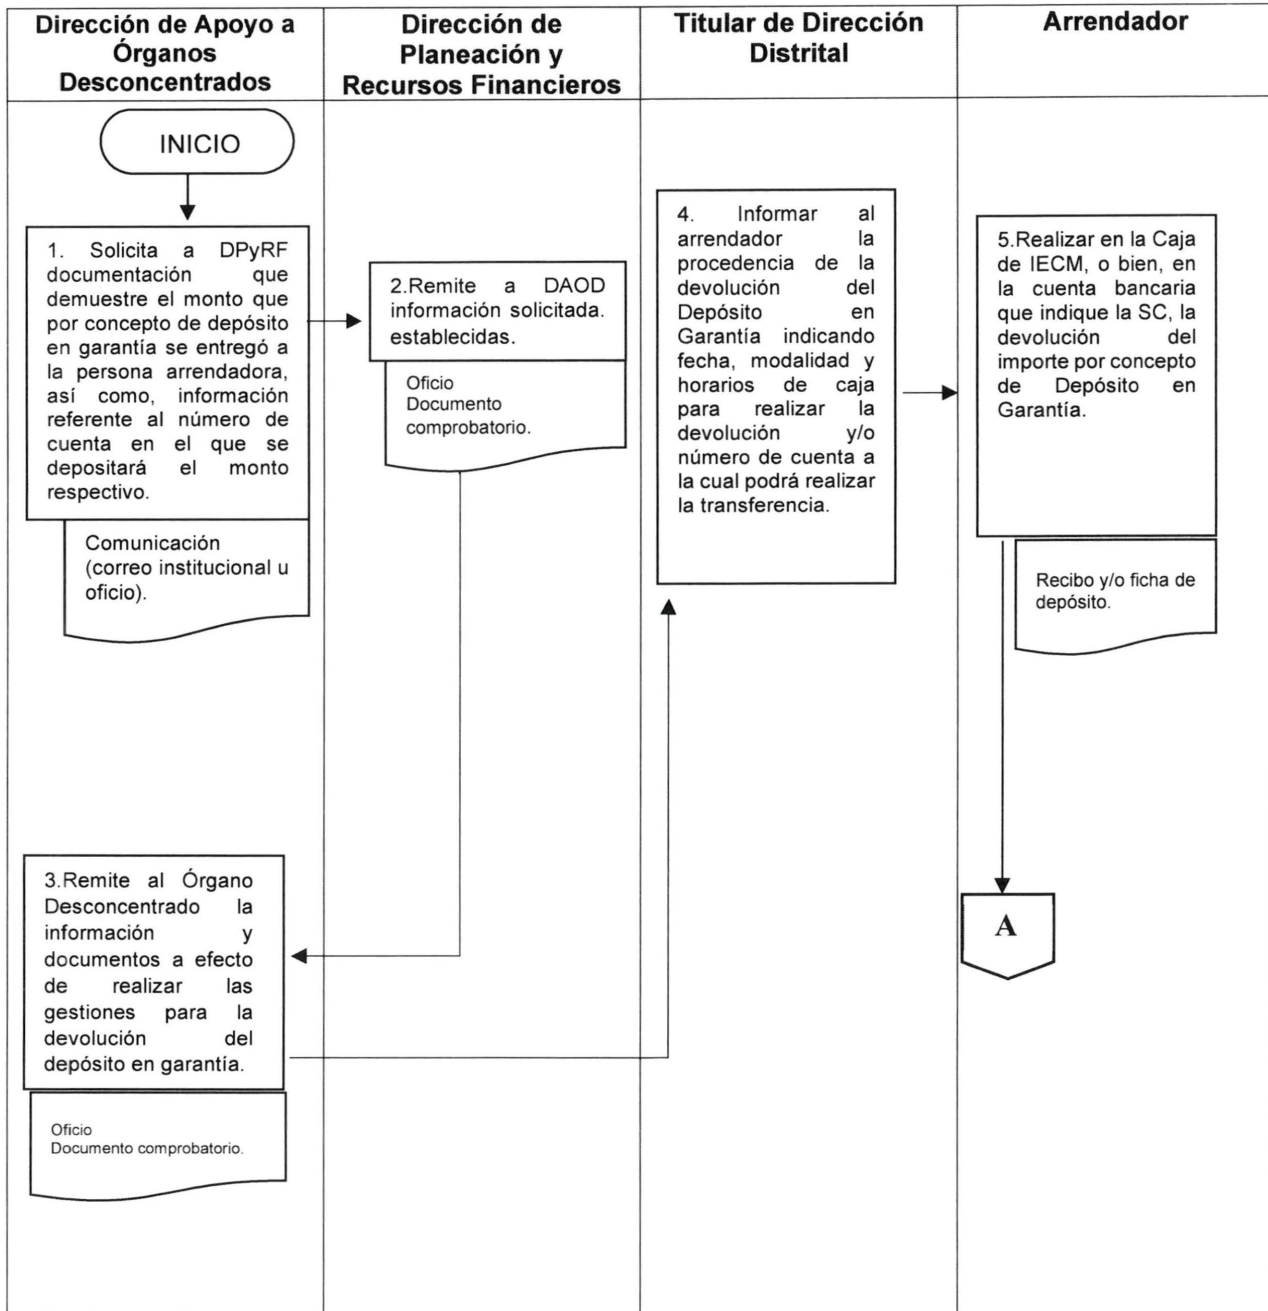 Dirección de Apoyo a
Órganos
Desconcentrados
Dirección de
Planeación y
Recursos Financieros
Titular de Dirección
Distrital
Arrendador
INICIO
1. Solicita a DPyRF
documentación que
demuestre el monto que
por concepto de depósito
en garantía se entregó a
la persona arrendadora,
así como, información
referente al número de
cuenta en el que se
depositará el monto
respectivo.
Comunicación
(correo institucional u
oficio).
2.Remite a DAOD
información solicitada.
establecidas.
Oficio
Documento
comprobatorio.
3.Remite al Órgano
Desconcentrado la
información y
documentos a efecto
de realizar las
gestiones para la
devolución del
depósito en garantía.
Oficio
Documento comprobatorio.
4. Informar al
arrendador la
procedencia de la
devolución del
Depósito en
Garantía indicando
fecha, modalidad y
horarios de caja
para realizar la
devolución y/o
número de cuenta a
la cual podrá realizar
la transferencia.
5.Realizar en la Caja
de IECM, o bien, en
la cuenta bancaria
que indique la SC, la
devolución del
importe por concepto
de Depósito en
Garantía.
Recibo y/o ficha de
depósito.
A